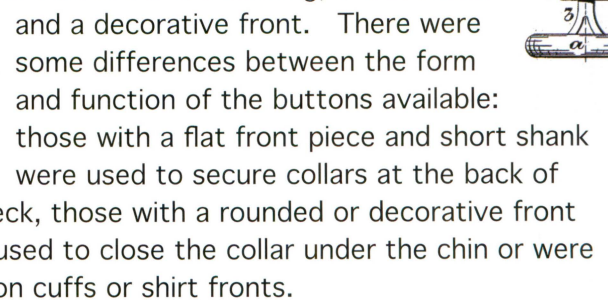 and a decorative front. There were
some differences between the form
and function of the buttons available:
those with a flat front piece and short shank
were used to secure collars at the back of
eck, those with a rounded or decorative front
used to close the collar under the chin or were
on cuffs or shirt fronts.
3
a